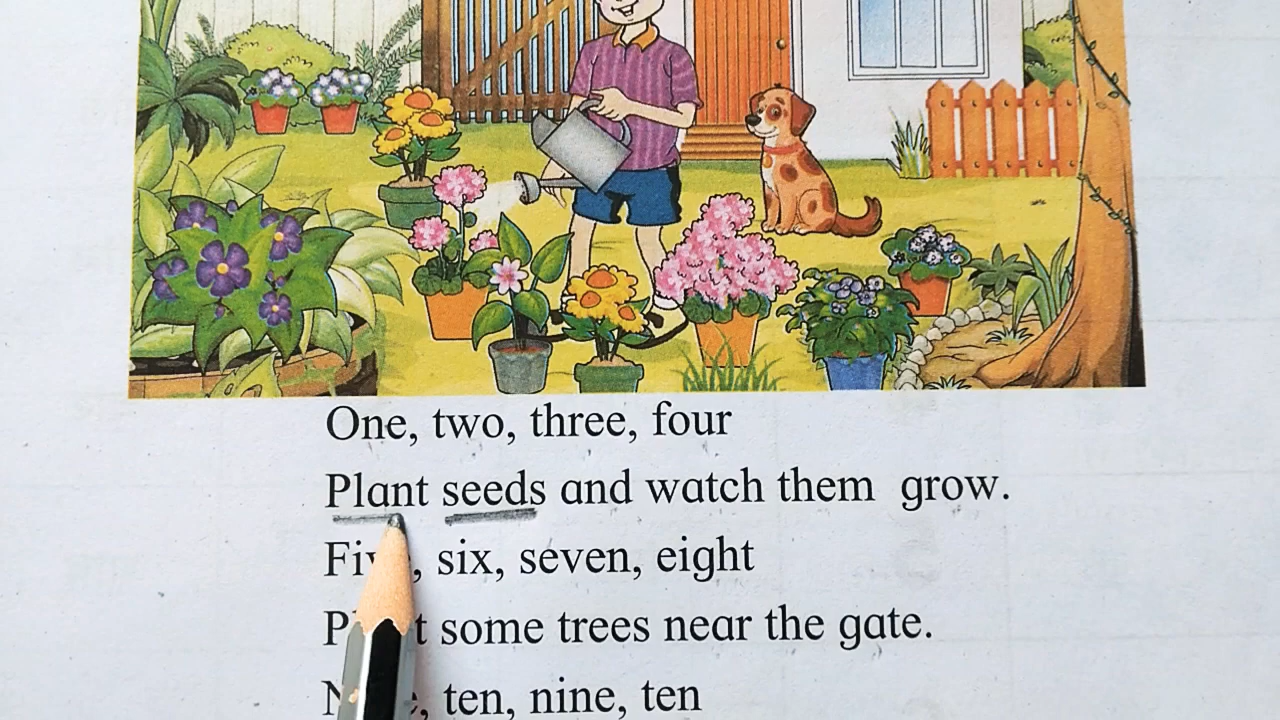 One, two, three, four
Plant seeds and watch them grow.
six, seven, eight
some trees near the gate.
ten, nine, ten